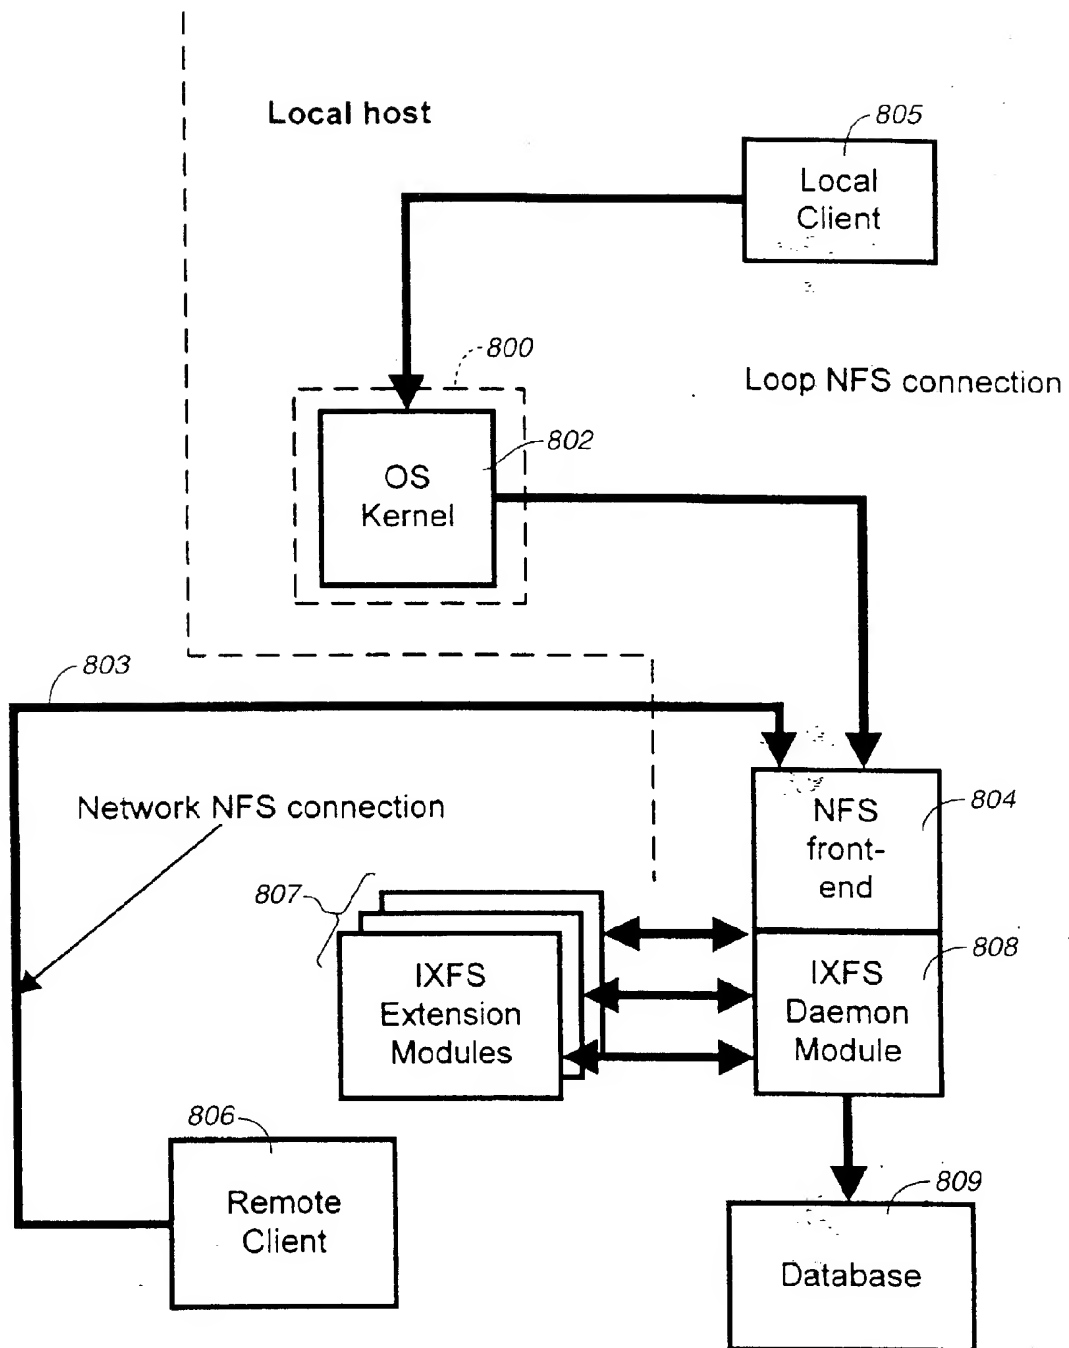 Local host
805
Local
Client
800
Loop NFS connection
802
OS
Kernel
803
Network NFS connection
804
NFS
front-
end
807
808
IXFS
Extension
Modules
IXFS
Daemon
Module
806
Remote
Client
809
Database